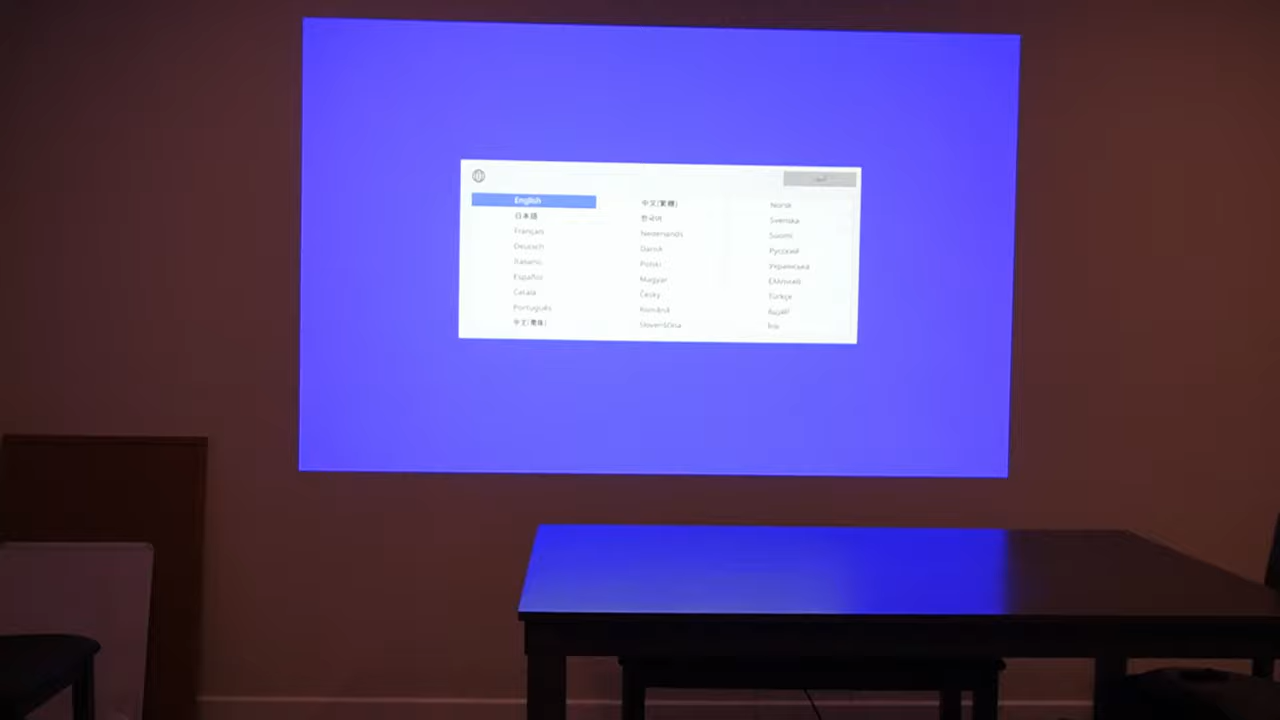 English
日本語
Français
Deutsch
Italiano
Español
Català
Português
中文(繁體)
한국어
Nederlands
Dansk
Polski
Magyar
Česky
Română
Slovenščina
Norsk
Svenska
Suomi
Русский
Українська
Ελληνικά
Türkçe